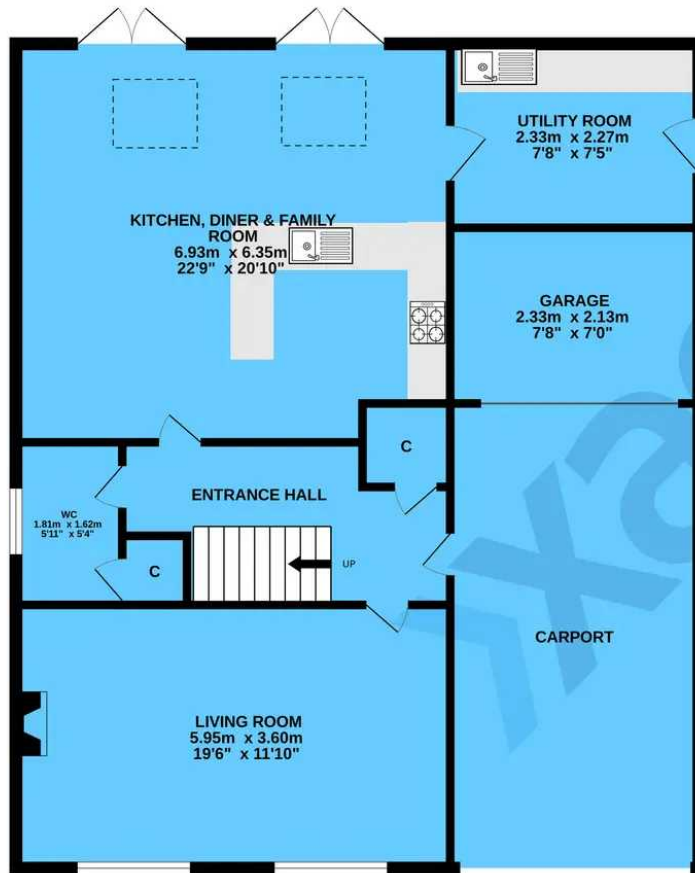 UTILITY ROOM
2.33m x 2.27m
7'8" x 7'5"
KITCHEN, DINER & FAMILY
ROOM
6.93m x 6.35m
22'9" x 20'10"
GARAGE
2.33m x 2.13m
7'8" x 7'0"
C
ENTRANCE HALL
WC
1.81m x 1.62m
5'11" x 5'4"
C
UP
CARPORT
LIVING ROOM
5.95m x 3.60m
19'6" x 11'10"